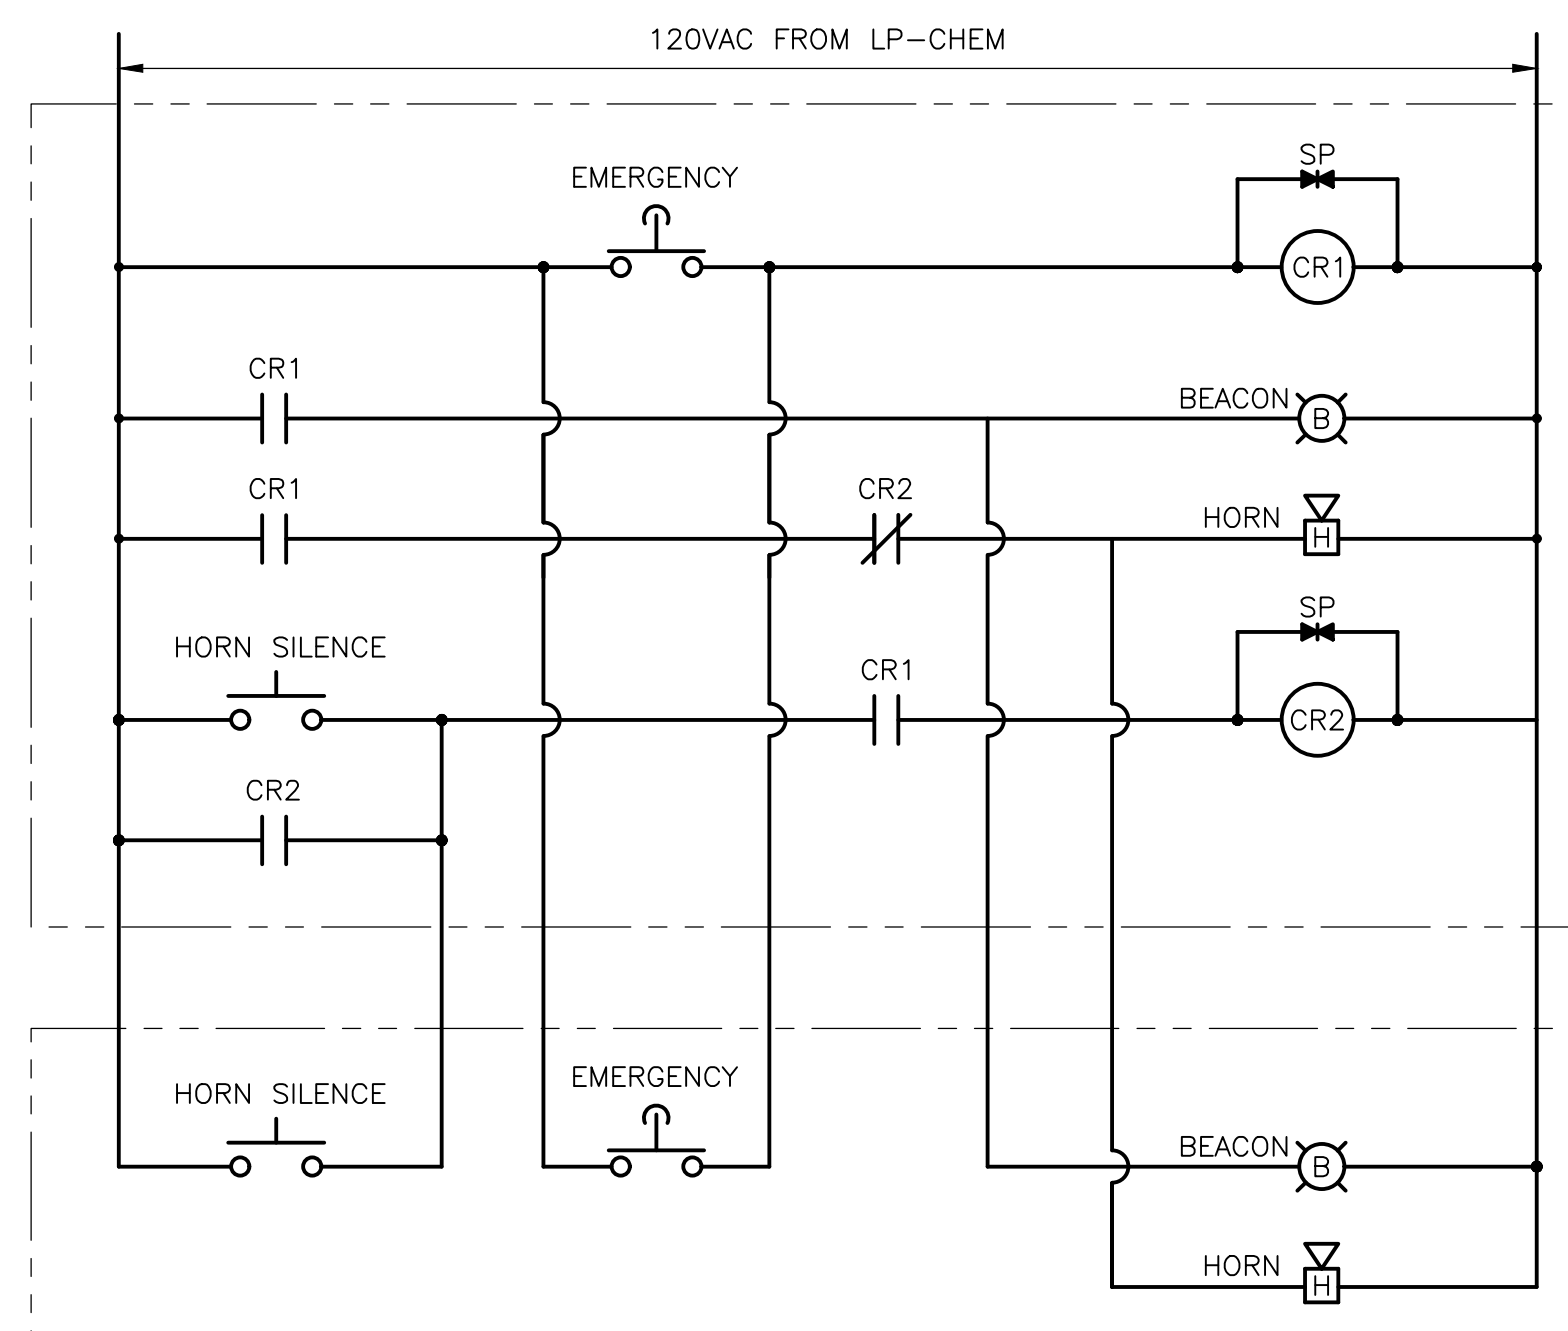 120VAC FROM LP-CHEM
SP
EMERGENCY
CR1
CR1
BEACON
B
CR1
CR2
HORN
H
SP
HORN SILENCE
CR1
CR2
CR2
HORN SILENCE
EMERGENCY
BEACON
B
HORN
H